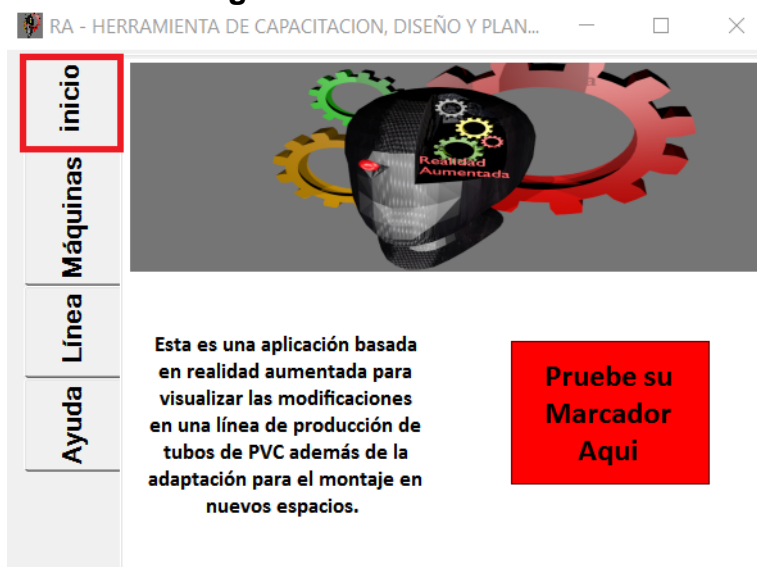 RA - HERRAMIENTA DE CAPACITACION, DISEÑO Y PLAN...
inicio
Máquinas
Línea
Ayuda
Realidad
Aumentada
Esta es una aplicación basada
en realidad aumentada para
visualizar las modificaciones
en una línea de producción de
tubos de PVC además de la
adaptación para el montaje en
nuevos espacios.
Pruebe su
Marcador
Aqui